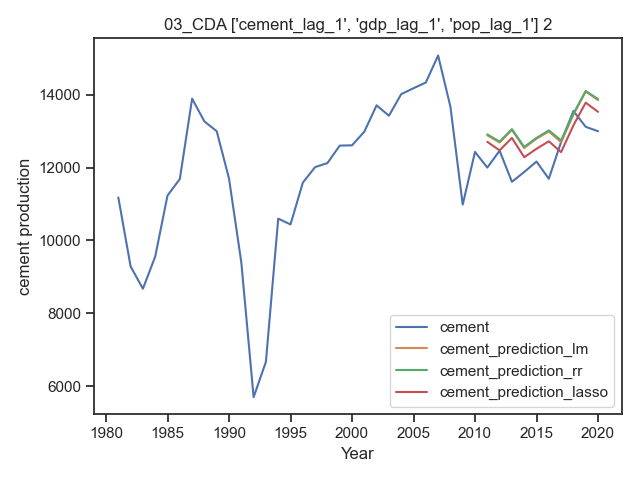 03_CDA ['cement_lag_1', 'gdp_lag_1', 'pop_lag_1'] 2
14000
12000
10000
8000
6000
cement production
cement
cement_prediction_lm
cement_prediction_rr
cement_prediction_lasso
1980 1985 1990 1995 2000 2005 2010 2015 2020
Year